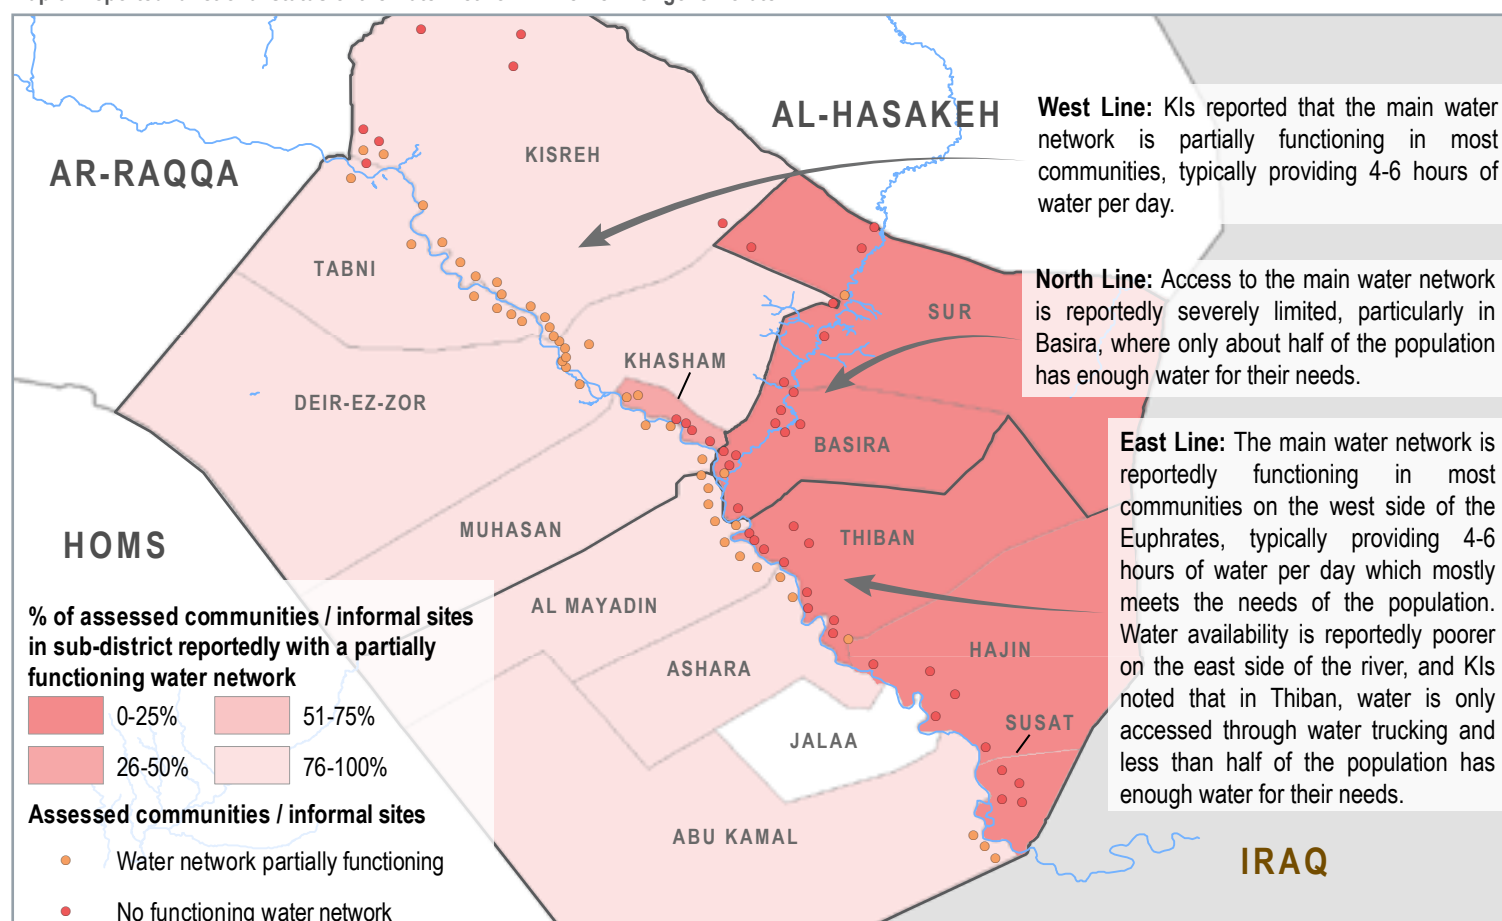 AL-HASAKEH
AR-RAQQA
KISREH
TABNI
SUR
KHASHAM
DEIR-EZ-ZOR
BASIRA
MUHASAN
THIBAN
HOMS
AL MAYADIN
HAJIN
ASHARA
SUSAT
JALAA
ABU KAMAL
IRAQ
West Line: KIs reported that the main water
network is partially functioning in most
communities, typically providing 4-6 hours of
water per day.
North Line: Access to the main water network
is reportedly severely limited, particularly in
Basira, where only about half of the population
has enough water for their needs.
East Line: The main water network is
reportedly functioning in most
communities on the west side of the
Euphrates, typically providing 4-6
hours of water per day which mostly
meets the needs of the population.
Water availability is reportedly poorer
on the east side of the river, and KIs
noted that in Thiban, water is only
accessed through water trucking and
less than half of the population has
enough water for their needs.
% of assessed communities / informal sites
in sub-district reportedly with a partially
functioning water network
0-25%
51-75%
26-50%
76-100%
Assessed communities / informal sites
Water network partially functioning
No functioning water network